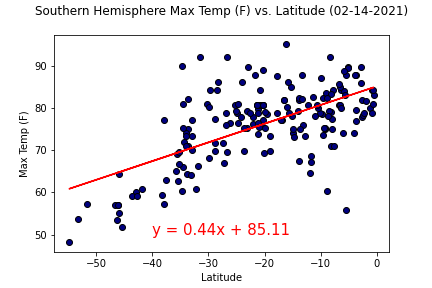 Southern Hemisphere Max Temp (F) vs. Latitude (02-14-2021)
90
80
70
60
50
Max Temp (F)
y = 0.44x + 85.11
−50 −40 −30 −20 −10 0
Latitude